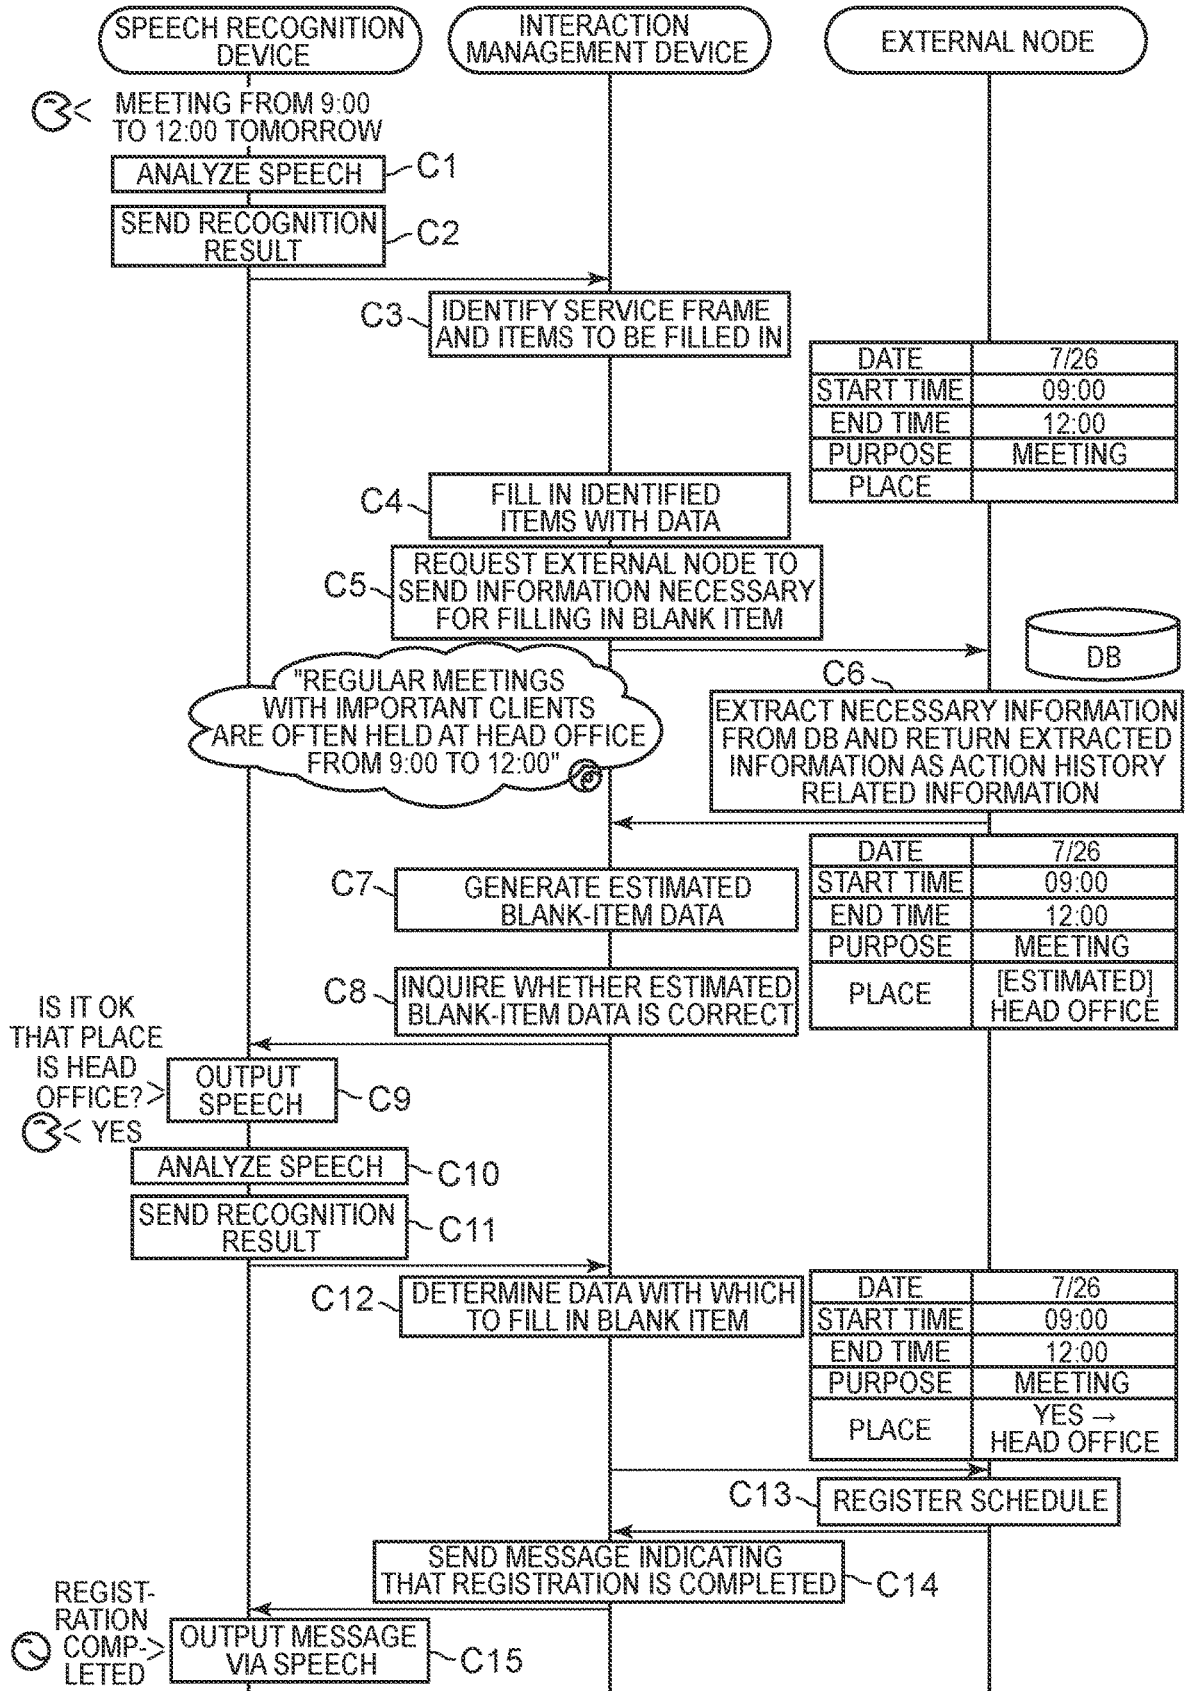 SPEECH RECOGNITION
DEVICE
INTERACTION
MANAGEMENT DEVICE
EXTERNAL NODE
MEETING FROM 9:00
TO 12:00 TOMORROW
ANALYZE SPEECH
C1
SEND RECOGNITION
RESULT
C2
C3
IDENTIFY SERVICE FRAME
AND ITEMS TO BE FILLED IN
DATE 7/26
START TIME 09:00
END TIME 12:00
PURPOSE MEETING
PLACE
C4
FILL IN IDENTIFIED
ITEMS WITH DATA
C5
REQUEST EXTERNAL NODE TO
SEND INFORMATION NECESSARY
FOR FILLING IN BLANK ITEM
DB
"REGULAR MEETINGS
WITH IMPORTANT CLIENTS
ARE OFTEN HELD AT HEAD OFFICE
FROM 9:00 TO 12:00"
C6
EXTRACT NECESSARY INFORMATION
FROM DB AND RETURN EXTRACTED
INFORMATION AS ACTION HISTORY
RELATED INFORMATION
C7
GENERATE ESTIMATED
BLANK-ITEM DATA
DATE 7/26
START TIME 09:00
END TIME 12:00
PURPOSE MEETING
PLACE [ESTIMATED]
HEAD OFFICE
C8
INQUIRE WHETHER ESTIMATED
BLANK-ITEM DATA IS CORRECT
IS IT OK
THAT PLACE
IS HEAD
OFFICE?
OUTPUT
SPEECH
C9
YES
ANALYZE SPEECH
C10
SEND RECOGNITION
RESULT
C11
C12
DETERMINE DATA WITH WHICH
TO FILL IN BLANK ITEM
DATE 7/26
START TIME 09:00
END TIME 12:00
PURPOSE MEETING
PLACE YES →
HEAD OFFICE
C13
REGISTER SCHEDULE
SEND MESSAGE INDICATING
THAT REGISTRATION IS COMPLETED
C14
REGIST-
RATION
COMP-
LETED
OUTPUT MESSAGE
VIA SPEECH
C15